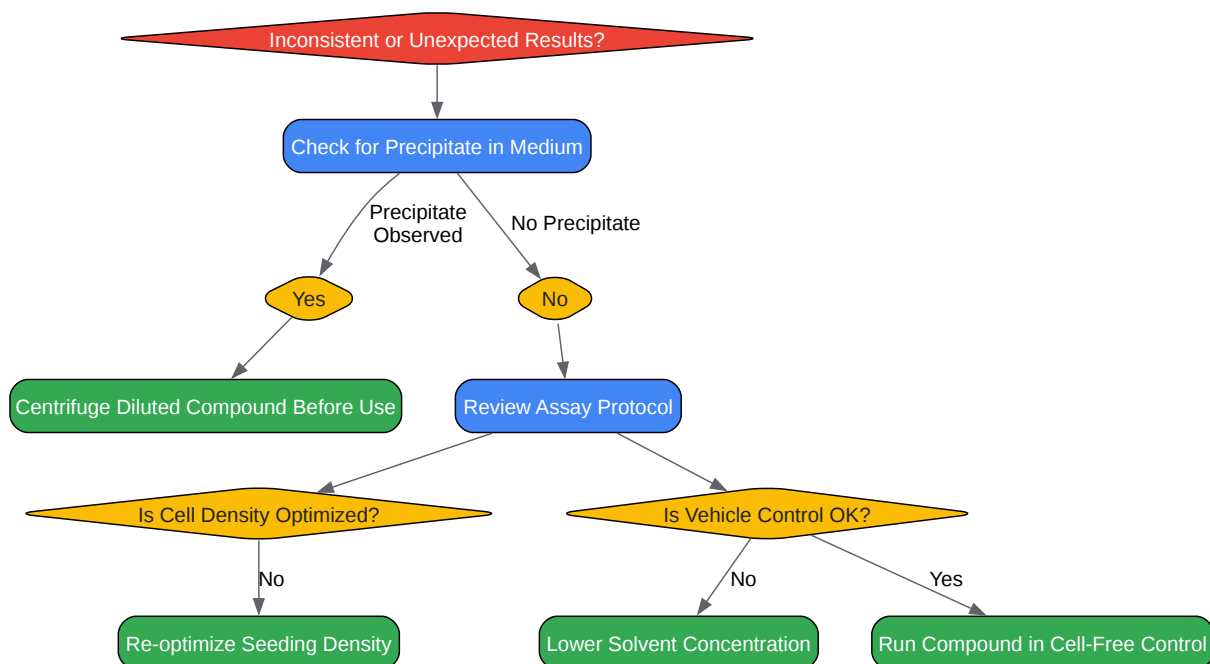 Inconsistent or Unexpected Results?
Check for Precipitate in Medium
Precipitate
Observed
No Precipitate
Yes
No
Centrifuge Diluted Compound Before Use
Review Assay Protocol
Is Cell Density Optimized?
Is Vehicle Control OK?
No
No
Yes
Re-optimize Seeding Density
Lower Solvent Concentration
Run Compound in Cell-Free Control